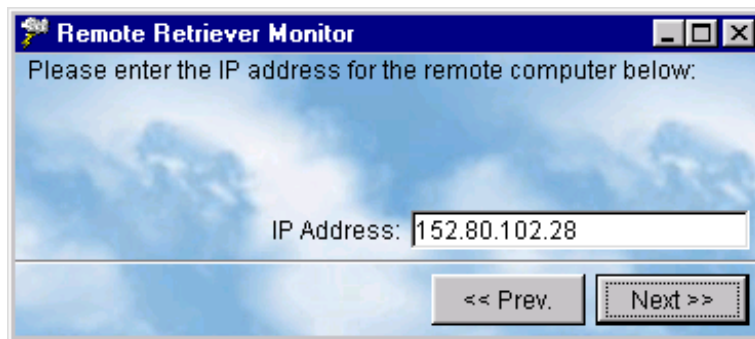 Remote Retriever Monitor
Please enter the IP address for the remote computer below:
IP Address: 152.80.102.28
<< Prev. Next >>